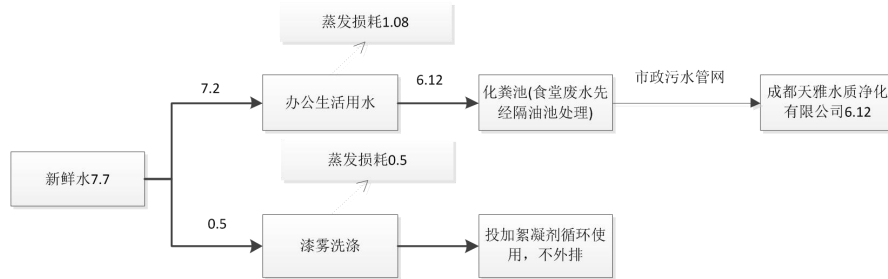 蒸发损耗1.08
7.2
办公生活用水
6.12
化粪池(食堂废水先
经隔油池处理)
市政污水管网
成都天雅水质净化
有限公司6.12
新鲜水7.7
蒸发损耗0.5
0.5
漆雾洗涤
投加絮凝剂循环使
用，不外排